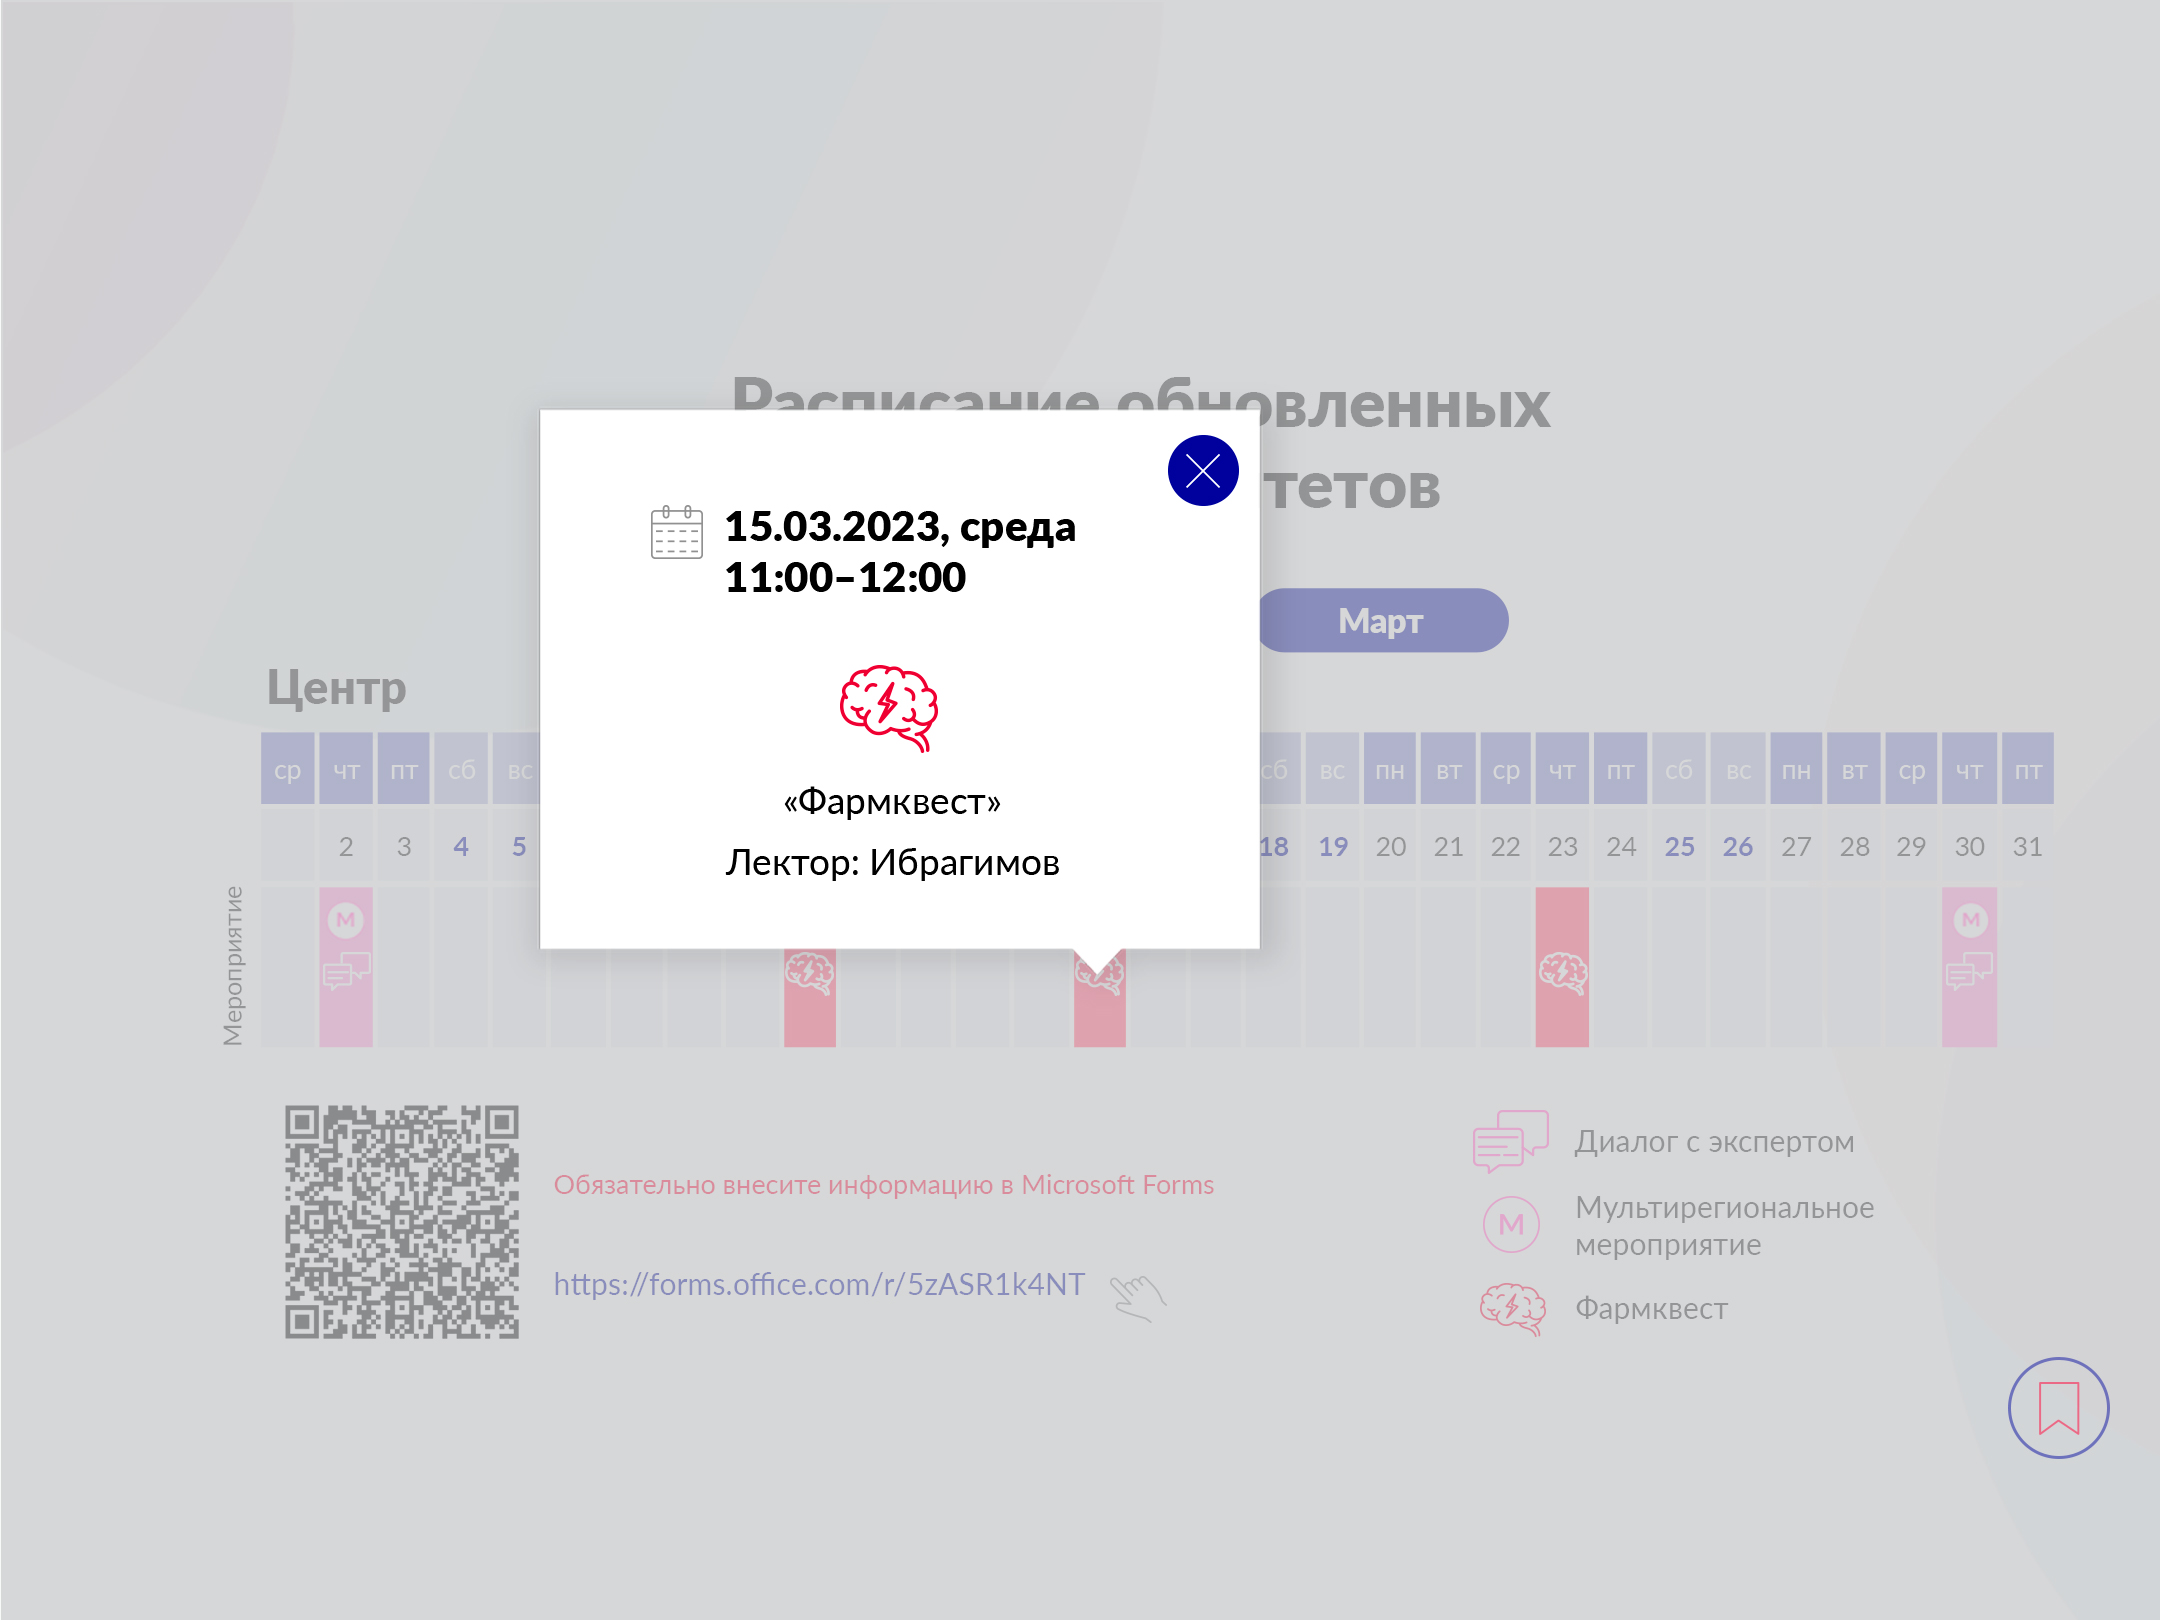 Расписание обновленных
тетов
15.03.2023, среда
11:00–12:00
«Фармквест»
Лектор: Ибрагимов
Март
Центр
ср чт пт сб вс сб вс пн вт ср чт пт сб вс пн вт ср чт пт
2 3 4 5 18 19 20 21 22 23 24 25 26 27 28 29 30 31
Мероприятие
M M
Обязательно внесите информацию в Microsoft Forms
https://forms.office.com/r/5zASR1k4NT
Диалог с экспертом
M
Мультирегиональное
мероприятие
Фармквест